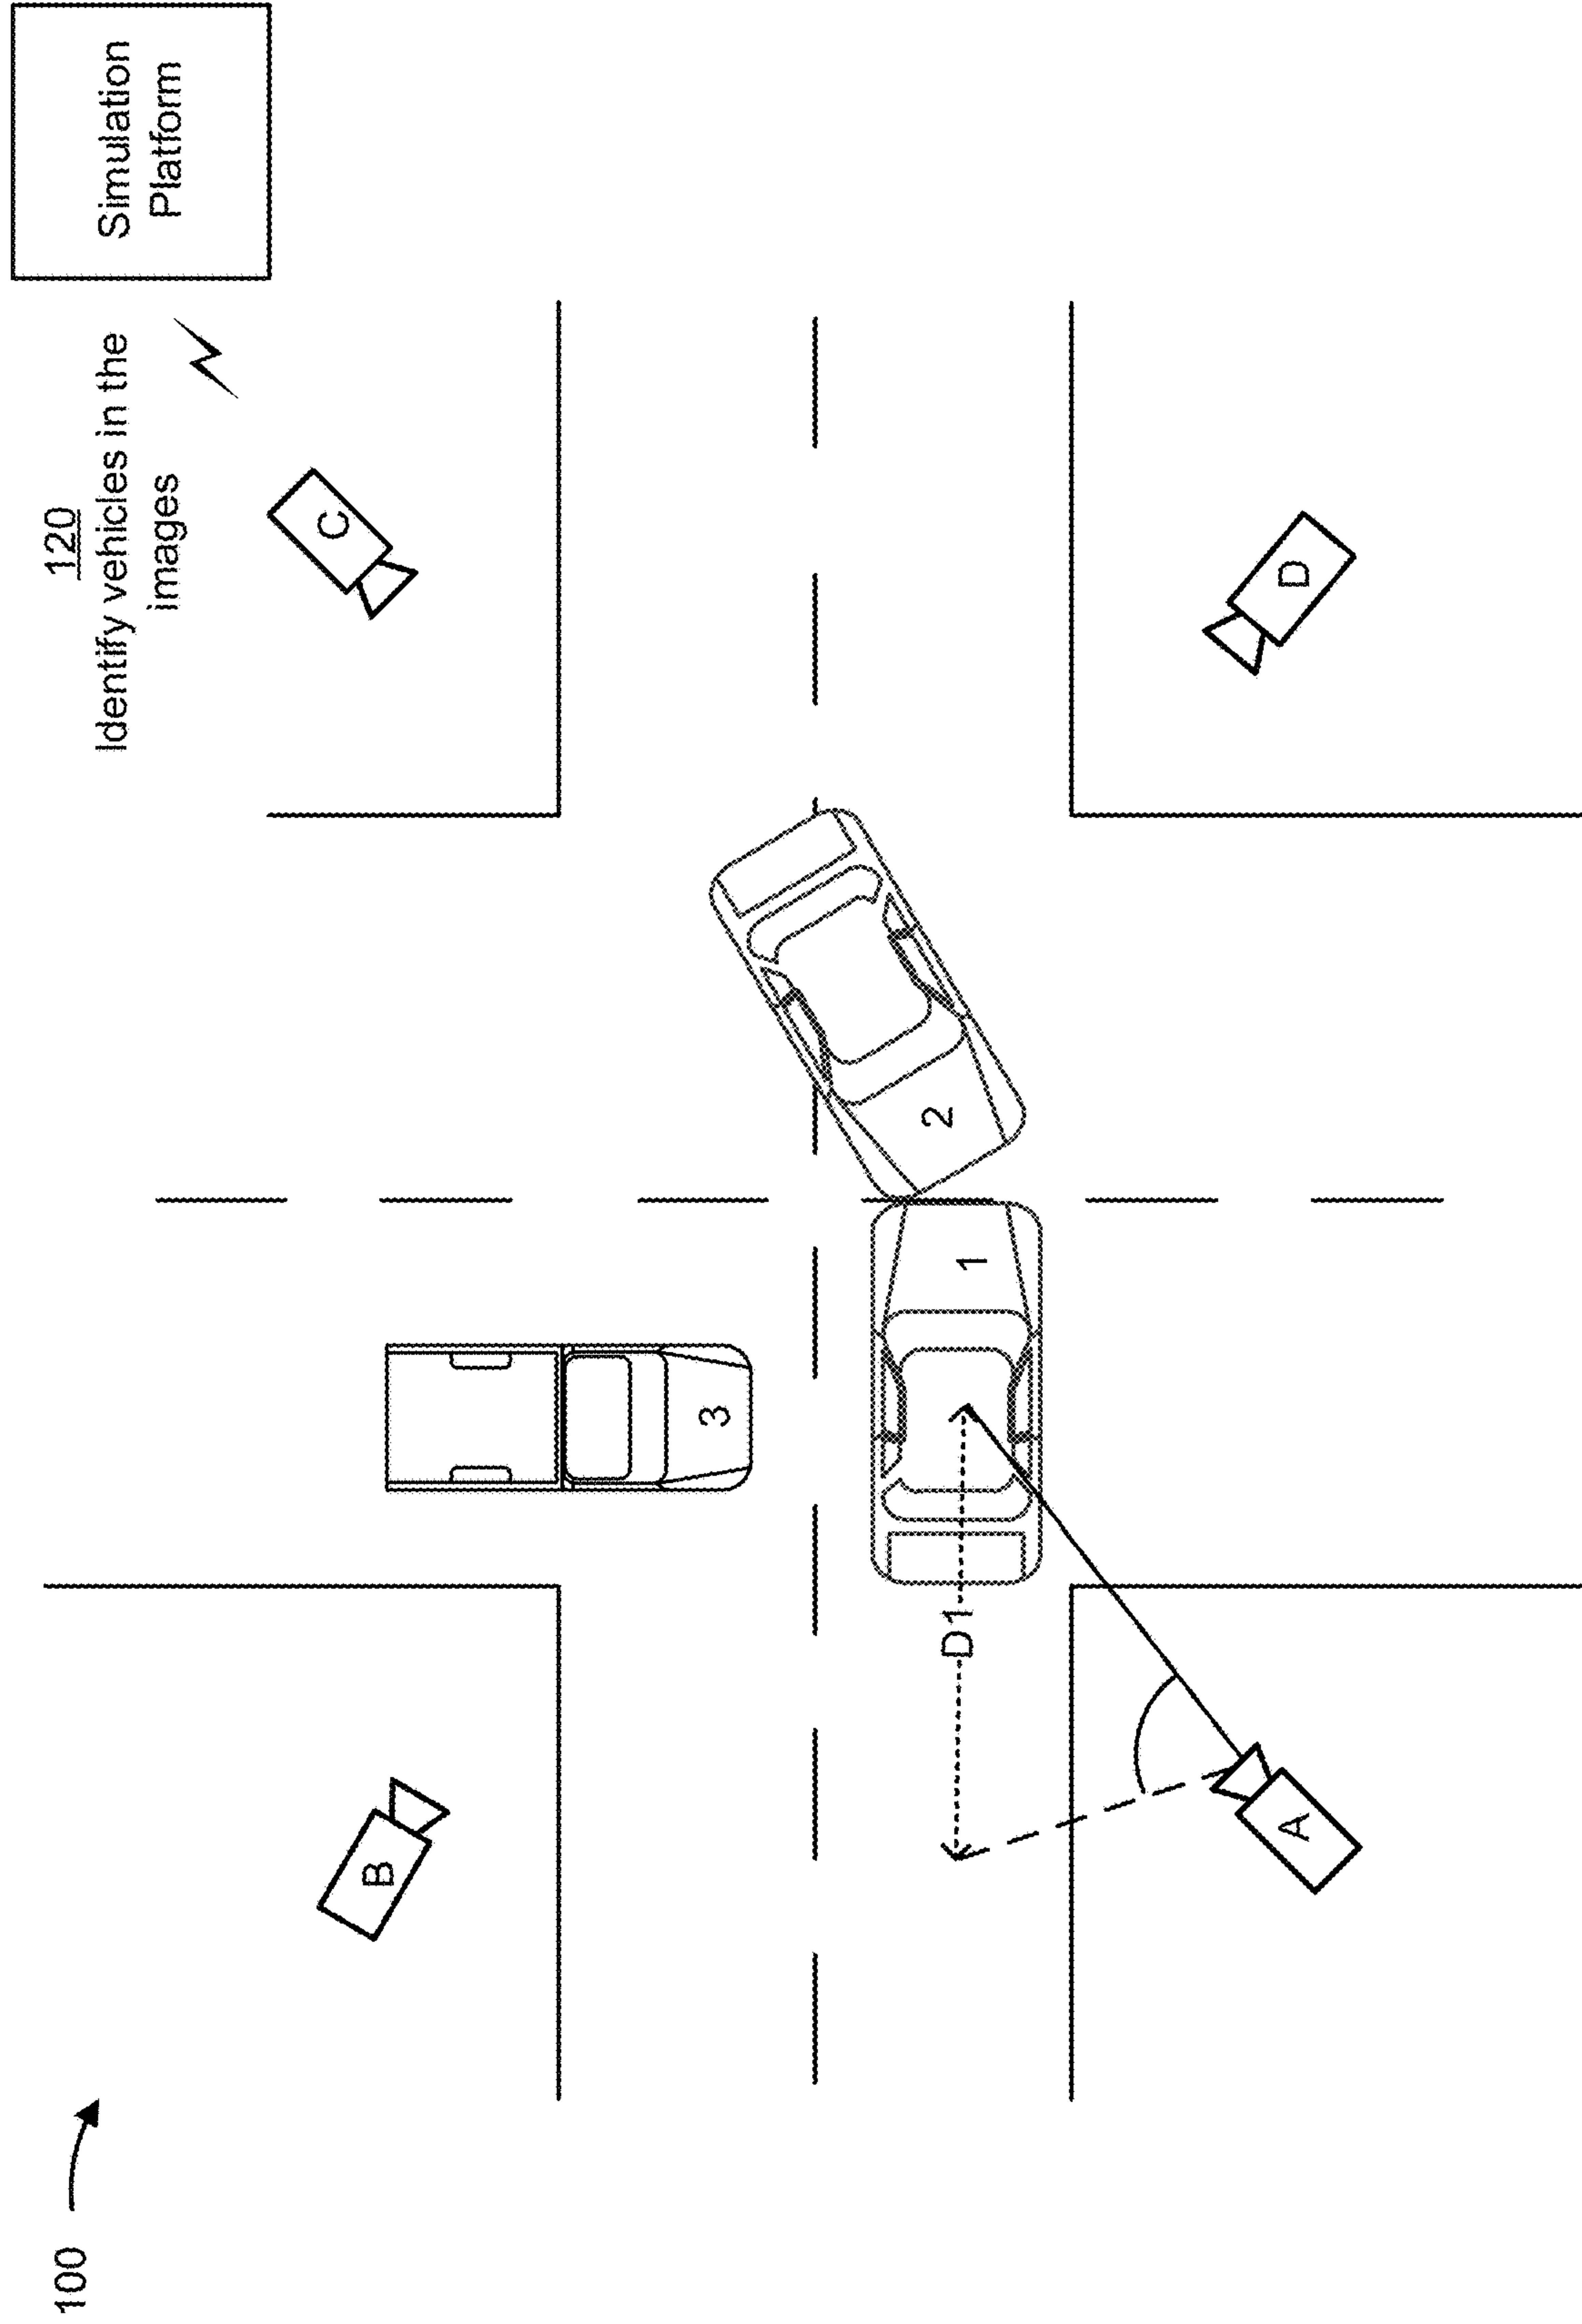 100
120
Identify vehicles in the
images
Simulation
Platform
B
C
3
2
1
D1
A
D